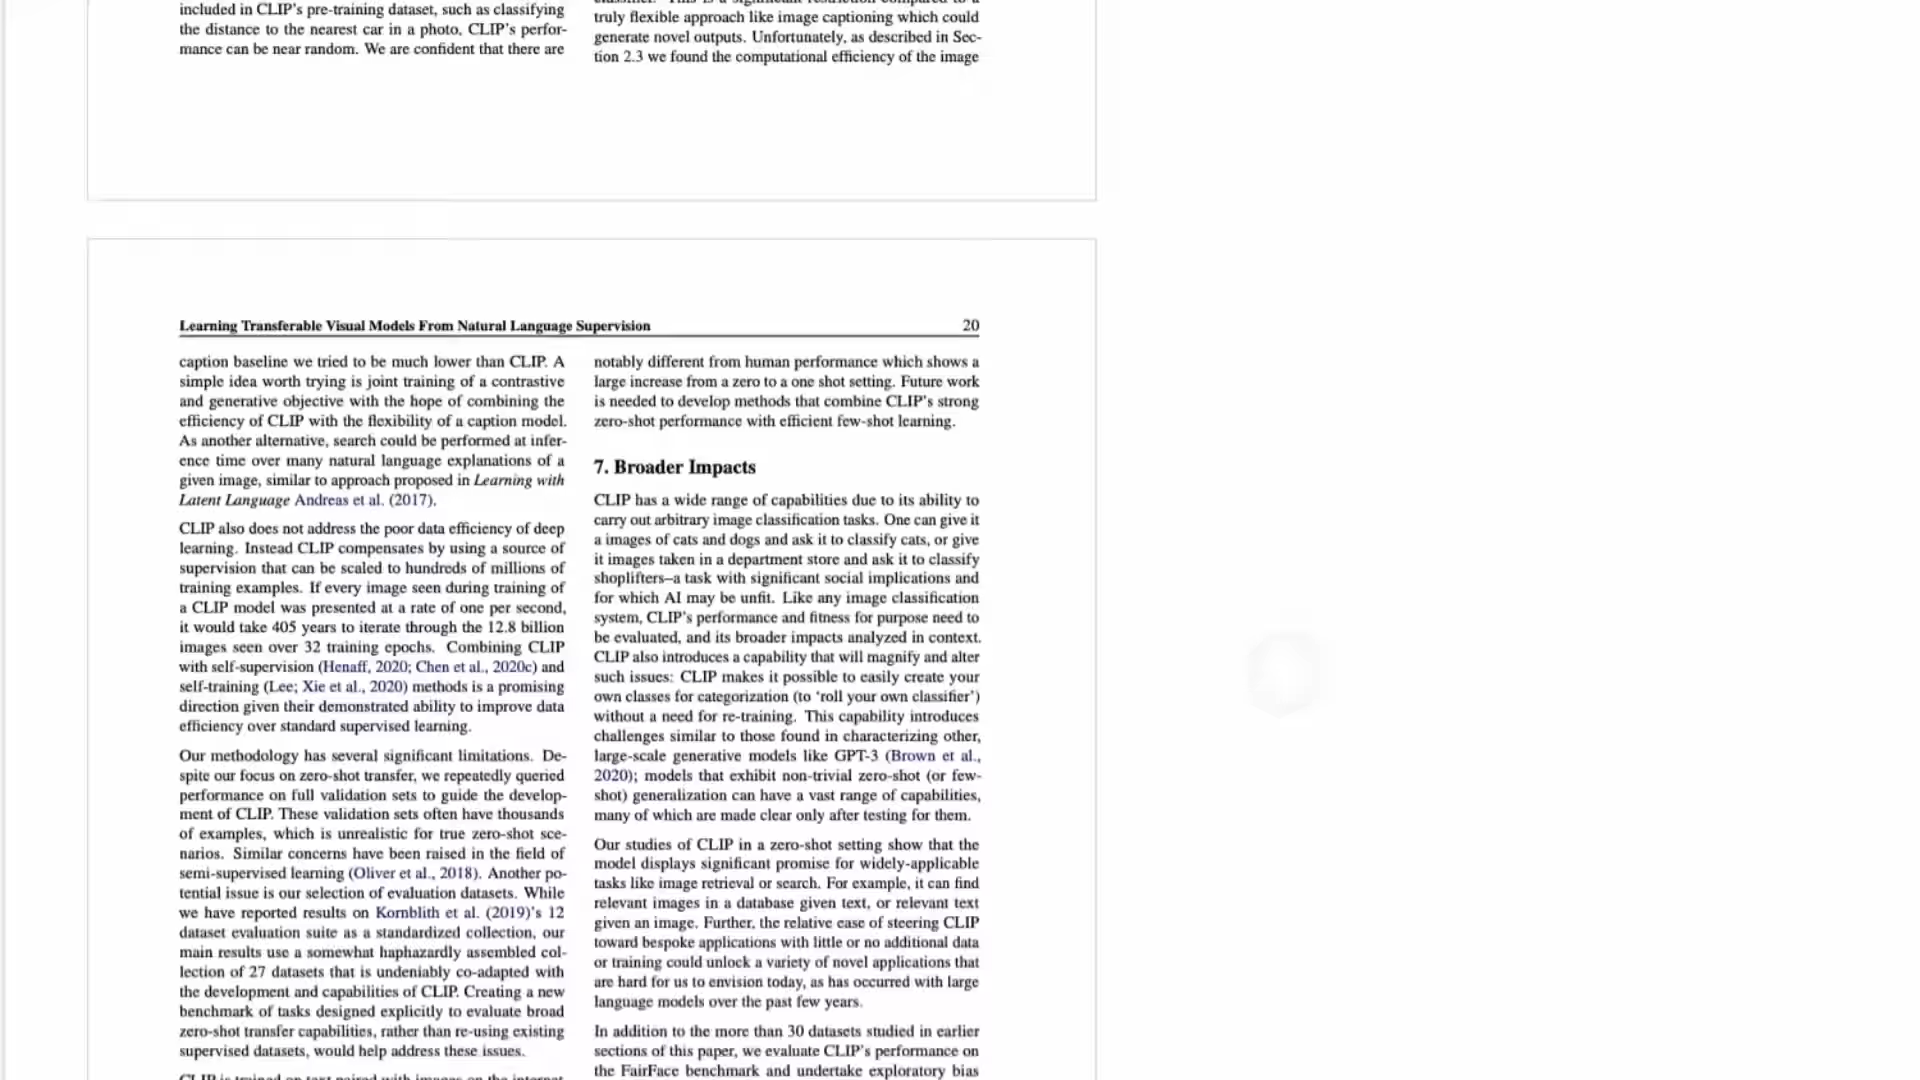 included in CLIP's pre-training dataset, such as classifying
the distance to the nearest car in a photo, CLIP's perfor-
mance can be near random. We are confident that there are
truly flexible approach like image captioning which could
generate novel outputs. Unfortunately, as described in Sec-
tion 2.3 we found the computational efficiency of the image
Learning Transferable Visual Models From Natural Language Supervision 20
caption baseline we tried to be much lower than CLIP. A
simple idea worth trying is joint training of a contrastive
and generative objective with the hope of combining the
efficiency of CLIP with the flexibility of a caption model.
As another alternative, search could be performed at infer-
ence time over many natural language explanations of a
given image, similar to approach proposed in Learning with
Latent Language Andreas et al. (2017).
CLIP also does not address the poor data efficiency of deep
learning. Instead CLIP compensates by using a source of
supervision that can be scaled to hundreds of millions of
training examples. If every image seen during training of
a CLIP model was presented at a rate of one per second,
it would take 405 years to iterate through the 12.8 billion
images seen over 32 training epochs. Combining CLIP
with self-supervision (Henaff, 2020; Chen et al., 2020c) and
self-training (Lee; Xie et al., 2020) methods is a promising
direction given their demonstrated ability to improve data
efficiency over standard supervised learning.
Our methodology has several significant limitations. De-
spite our focus on zero-shot transfer, we repeatedly queried
performance on full validation sets to guide the develop-
ment of CLIP. These validation sets often have thousands
of examples, which is unrealistic for true zero-shot sce-
narios. Similar concerns have been raised in the field of
semi-supervised learning (Oliver et al., 2018). Another po-
tential issue is our selection of evaluation datasets. While
we have reported results on Kornblith et al. (2019)'s 12
dataset evaluation suite as a standardized collection, our
main results use a somewhat haphazardly assembled col-
lection of 27 datasets that is undeniably co-adapted with
the development and capabilities of CLIP. Creating a new
benchmark of tasks designed explicitly to evaluate broad
zero-shot transfer capabilities, rather than re-using existing
supervised datasets, would help address these issues.
CLIP is trained on text paired with images on the internet
notably different from human performance which shows a
large increase from a zero to a one shot setting. Future work
is needed to develop methods that combine CLIP's strong
zero-shot performance with efficient few-shot learning.
7. Broader Impacts
CLIP has a wide range of capabilities due to its ability to
carry out arbitrary image classification tasks. One can give it
a images of cats and dogs and ask it to classify cats, or give
it images taken in a department store and ask it to classify
shoplifters–a task with significant social implications and
for which AI may be unfit. Like any image classification
system, CLIP's performance and fitness for purpose need to
be evaluated, and its broader impacts analyzed in context.
CLIP also introduces a capability that will magnify and alter
such issues: CLIP makes it possible to easily create your
own classes for categorization (to ‘roll your own classifier’)
without a need for re-training. This capability introduces
challenges similar to those found in characterizing other,
large-scale generative models like GPT-3 (Brown et al.,
2020); models that exhibit non-trivial zero-shot (or few-
shot) generalization can have a vast range of capabilities,
many of which are made clear only after testing for them.
Our studies of CLIP in a zero-shot setting show that the
model displays significant promise for widely-applicable
tasks like image retrieval or search. For example, it can find
relevant images in a database given text, or relevant text
given an image. Further, the relative ease of steering CLIP
toward bespoke applications with little or no additional data
or training could unlock a variety of novel applications that
are hard for us to envision today, as has occurred with large
language models over the past few years.
In addition to the more than 30 datasets studied in earlier
sections of this paper, we evaluate CLIP's performance on
the FairFace benchmark and undertake exploratory bias